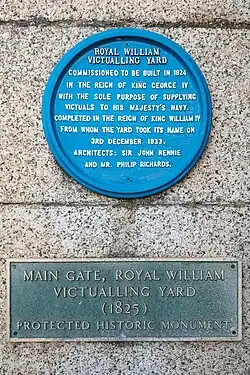 ROYAL WILLIAM
VICTUALLING YARD
COMMISSIONED TO BE BUILT IN 1824
IN THE REIGN OF KING GEORGE IV
WITH THE SOLE PURPOSE OF SUPPLYING
VICTUALS TO HIS MAJESTY'S NAVY.
COMPLETED IN THE REIGN OF KING WILLIAM IV
FROM WHOM THE YARD TOOK ITS NAME ON
3RD DECEMBER 1833.
ARCHITECTS: SIR JOHN RENNIE
AND MR. PHILIP RICHARDS.
MAIN GATE, ROYAL WILLIAM
VICTUALLING YARD
(1825)
PROTECTED HISTORIC MONUMENT